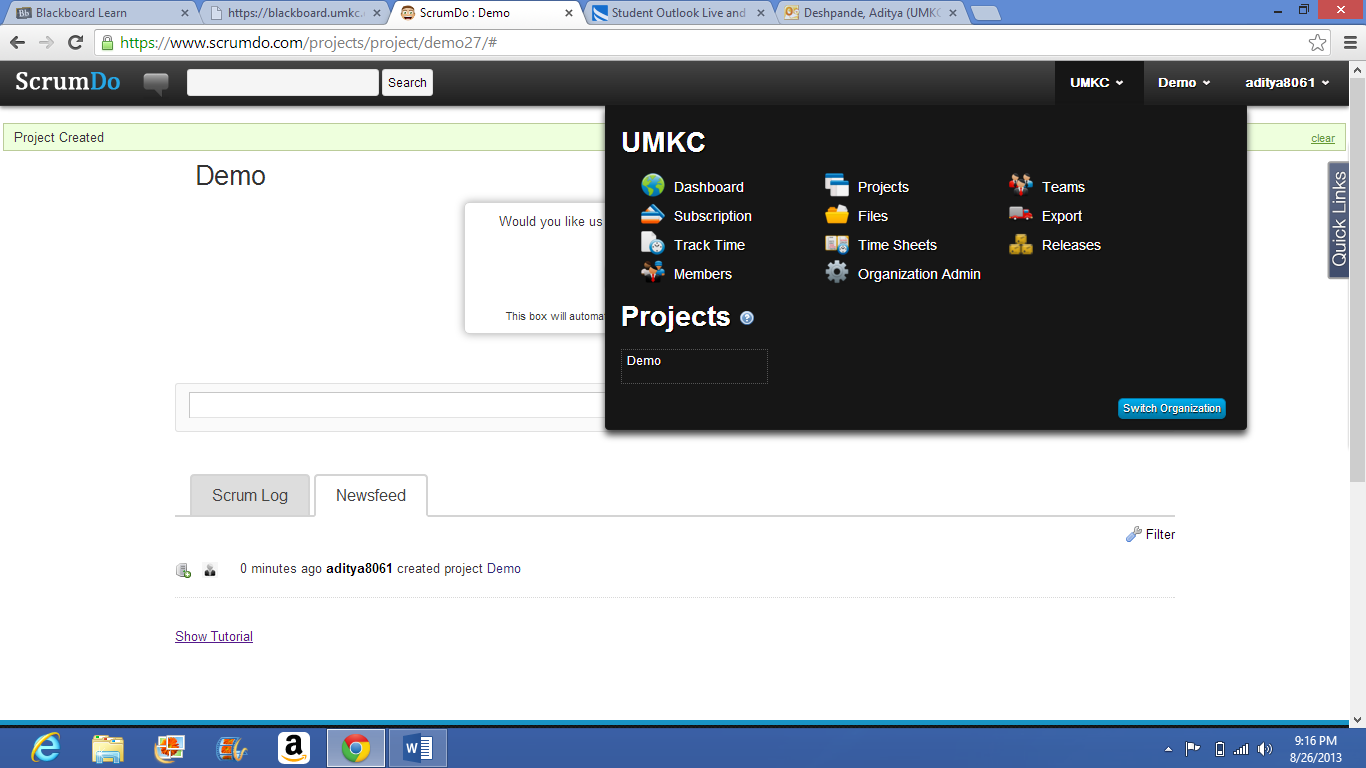 Blackboard Learn
https://blackboard.umkc.
ScrumDo : Demo
Student Outlook Live and
Deshpande, Aditya (UMKC
https://www.scrumdo.com/projects/project/demo27/#
ScrumDo
Search
UMKC
Demo
aditya8061
Project Created
clear
Demo
Would you like us
This box will automa
UMKC
Dashboard
Projects
Teams
Subscription
Files
Export
Track Time
Time Sheets
Releases
Members
Organization Admin
Projects
Demo
Switch Organization
Quick Links
Scrum Log
Newsfeed
Filter
0 minutes ago aditya8061 created project Demo
Show Tutorial
9:16 PM
8/26/2013